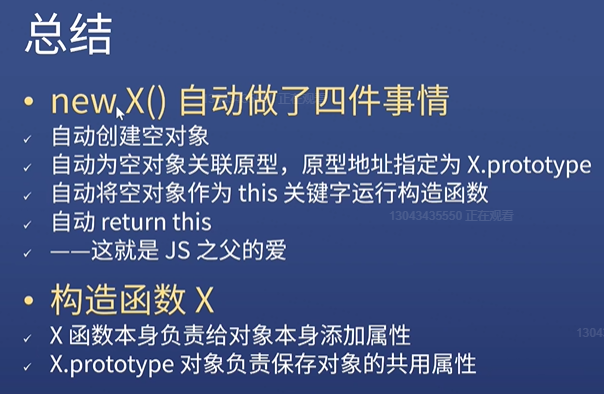 总结
• new X() 自动做了四件事情
✓ 自动创建空对象
✓ 自动为空对象关联原型，原型地址指定为 X.prototype
✓ 自动将空对象作为 this 关键字运行构造函数
✓ 自动 return this
13043435550 正在观看
✓ ——这就是 JS 之父的爱
• 构造函数 X
✓ X 函数本身负责给对象本身添加属性
1304
✓ X.prototype 对象负责保存对象的共用属性